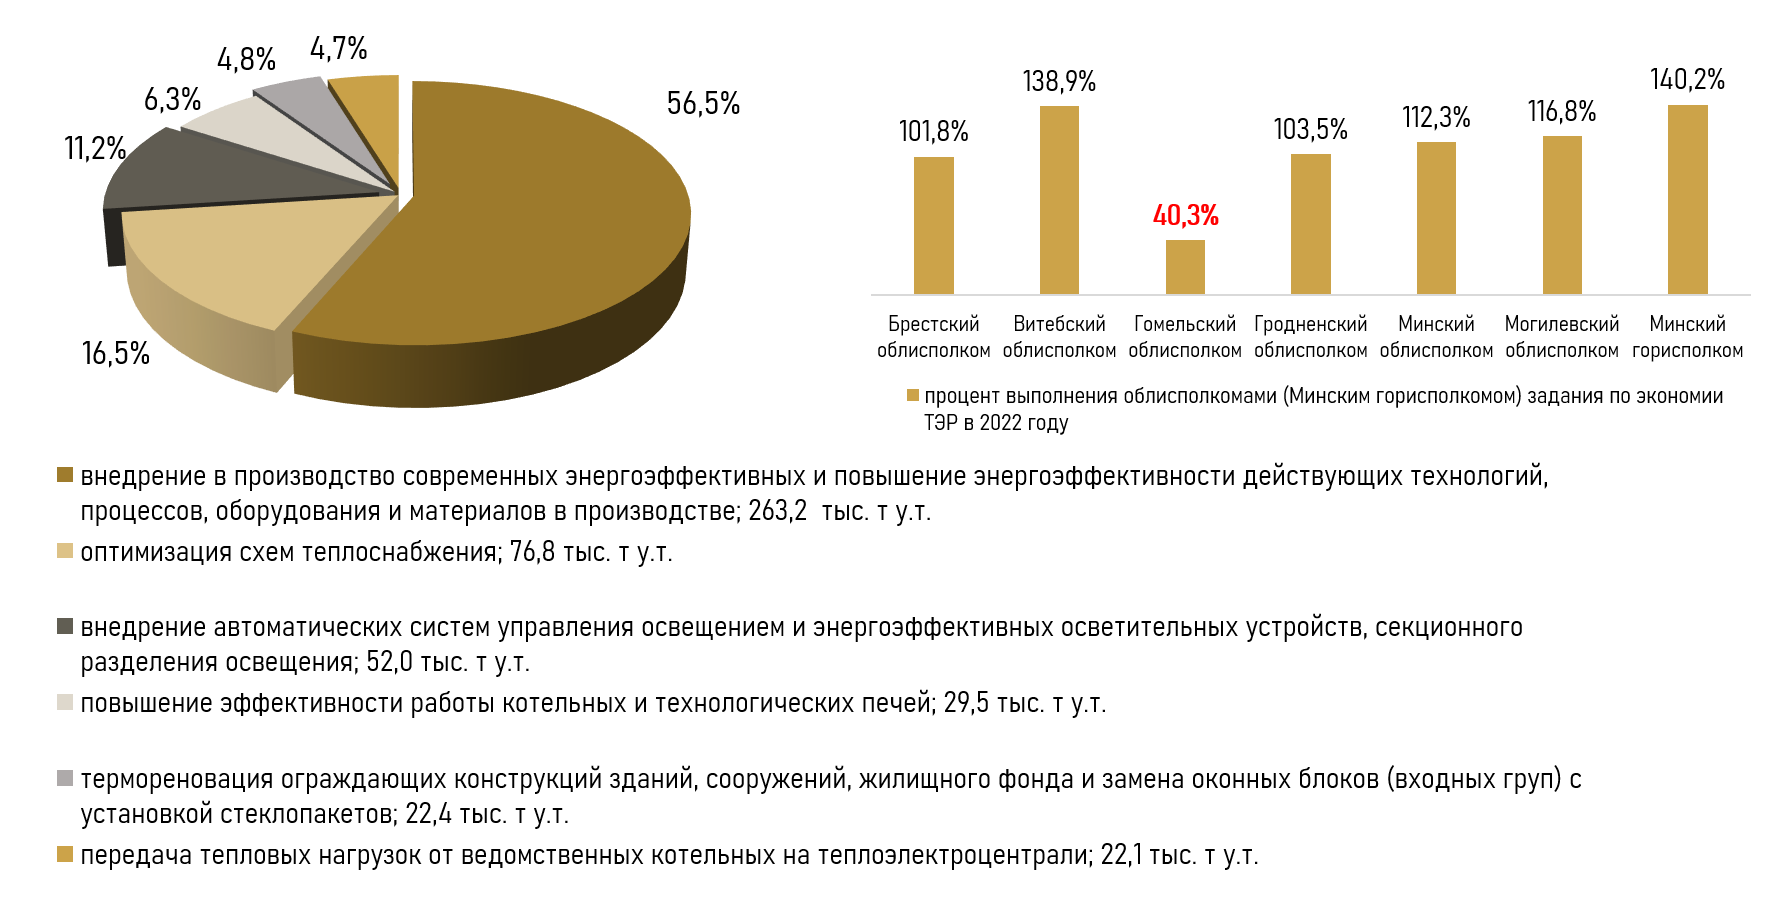 4,7%
4,8%
6,3%
11,2%
56,5%
16,5%
101,8%
138,9%
40,3%
103,5%
112,3%
116,8%
140,2%
Брестский
облисполком
Витебский
облисполком
Гомельский
облисполком
Гродненский
облисполком
Минский
облисполком
Могилевский
облисполком
Минский
горисполком
процент выполнения облисполкомами (Минским горисполкомом) задания по экономии
ТЭР в 2022 году
внедрение в производство современных энергоэффективных и повышение энергоэффективности действующих технологий,
процессов, оборудования и материалов в производстве; 263,2 тыс. т у.т.
оптимизация схем теплоснабжения; 76,8 тыс. т у.т.
внедрение автоматических систем управления освещением и энергоэффективных осветительных устройств, секционного
разделения освещения; 52,0 тыс. т у.т.
повышение эффективности работы котельных и технологических печей; 29,5 тыс. т у.т.
термореновация ограждающих конструкций зданий, сооружений, жилищного фонда и замена оконных блоков (входных груп) с
установкой стеклопакетов; 22,4 тыс. т у.т.
передача тепловых нагрузок от ведомственных котельных на теплоэлектроцентрали; 22,1 тыс. т у.т.